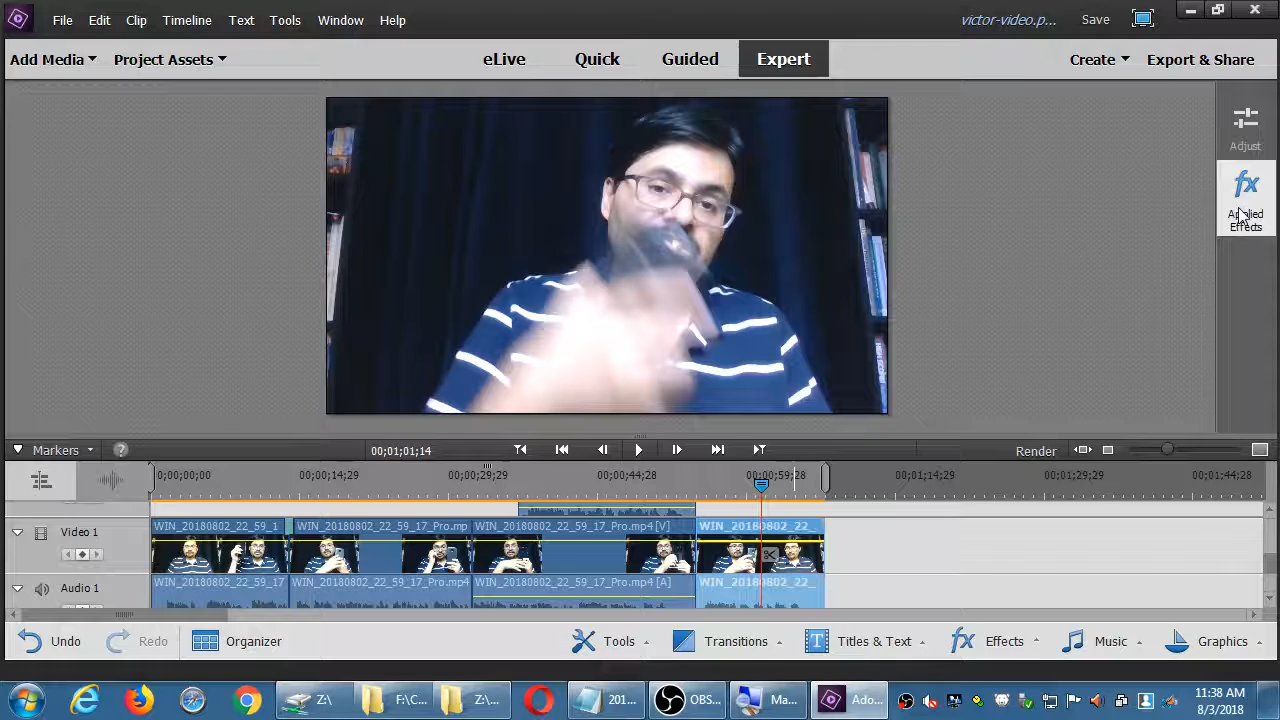 File Edit Clip Timeline Text Tools Window Help
victor-video.p... Save
Add Media Project Assets eLive Quick Guided Expert Create Export & Share
Adjust
fx
Applied
Effects
Markers ? 00;01;01;14 Render
0;00;00;00 00;00;14;29 00;00;29;29 00;00;44;28 00;00;59;28 00;01;14;29 00;01;29;29 00;01;44;28
Video 1 WIN_20180802_22_59_1 WIN_20180802_22_59_17_Pro.mp WIN_20180802_22_59_17_Pro.mp4 [V] WIN_20180802_22_
Audio 1 WIN_20180802_22_59_17 WIN_20180802_22_59_17_Pro.mp4 WIN_20180802_22_59_17_Pro.mp4 [A] WIN_20180802_22_
Undo Redo Organizer Tools Transitions T Titles & Text fx Effects Music Graphics
Z:\ F:\C... Z:\... 201... OBS... Ma... Ado... 11:38 AM
8/3/2018